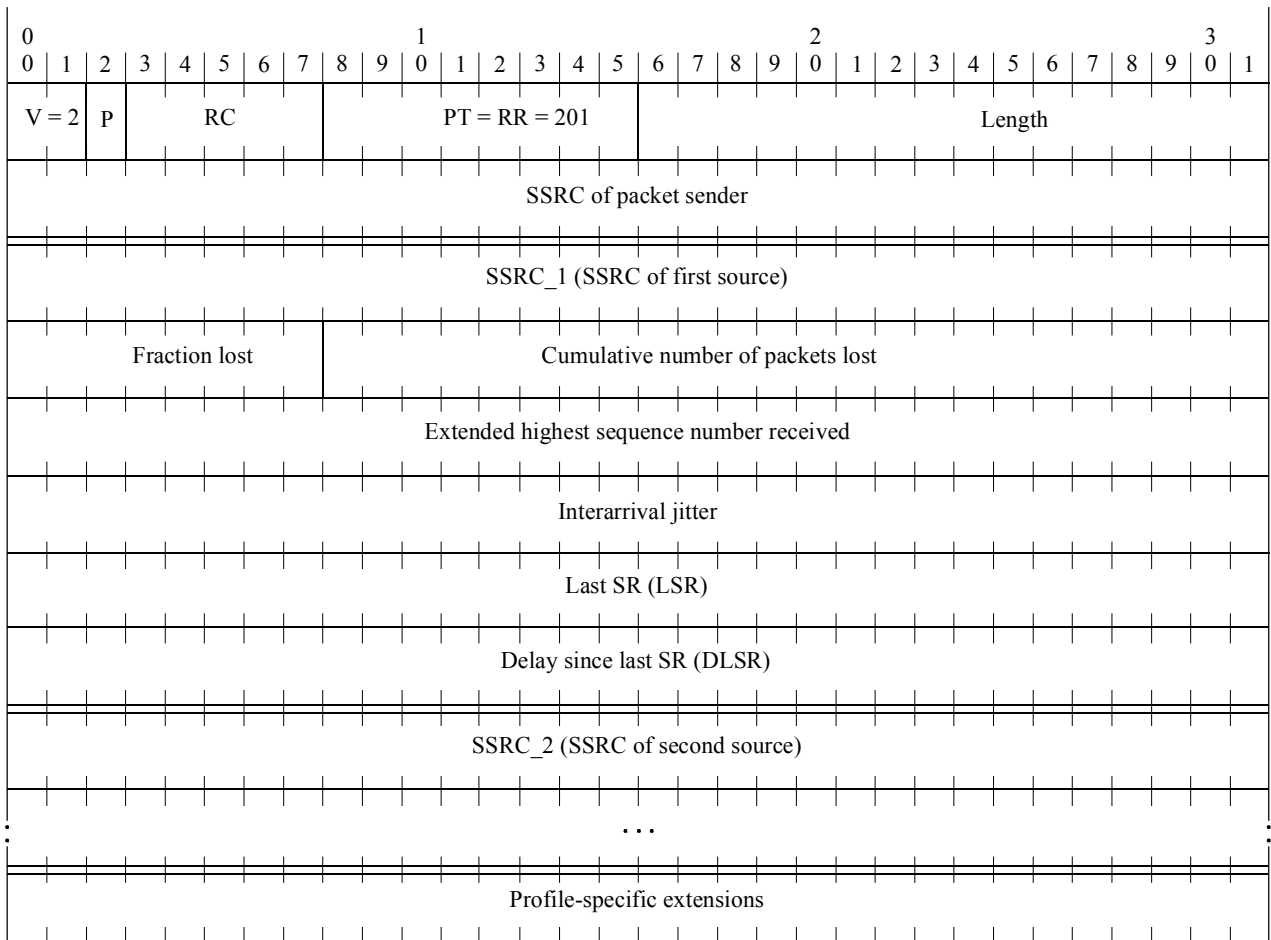 0 1 2 3
0 1 2 3 4 5 6 7 8 9 0 1 2 3 4 5 6 7 8 9 0 1 2 3 4 5 6 7 8 9 0 1
V = 2 P RC PT = RR = 201 Length
SSRC of packet sender
SSRC_1 (SSRC of first source)
Fraction lost Cumulative number of packets lost
Extended highest sequence number received
Interarrival jitter
Last SR (LSR)
Delay since last SR (DLSR)
SSRC_2 (SSRC of second source)
. . .
Profile-specific extensions